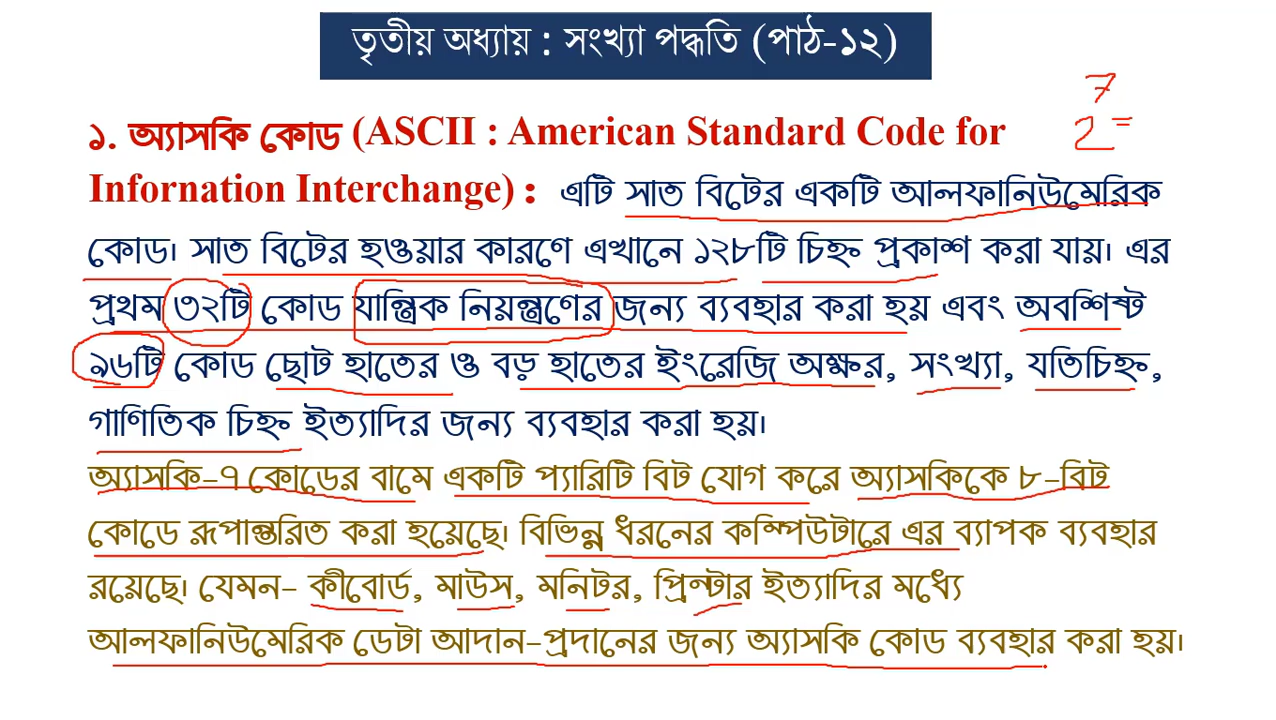 তৃতীয় অধ্যায় : সংখ্যা পদ্ধতি (পাঠ-১২)
7
2 =
১. অ্যাসকি কোড (ASCII : American Standard Code for
Infornation Interchange) : এটি সাত বিটের একটি আলফানিউমেরিক
কোড। সাত বিটের হওয়ার কারণে এখানে ১২৮টি চিহ্ন প্রকাশ করা যায়। এর
প্রথম ৩২টি কোড যান্ত্রিক নিয়ন্ত্রণের জন্য ব্যবহার করা হয় এবং অবশিষ্ট
৯৬টি কোড ছোট হাতের ও বড় হাতের ইংরেজি অক্ষর, সংখ্যা, যতিচিহ্ন,
গাণিতিক চিহ্ন ইত্যাদির জন্য ব্যবহার করা হয়।
অ্যাসকি-৭ কোডের বামে একটি প্যারিটি বিট যোগ করে অ্যাসকিকে ৮-বিট
কোডে রূপান্তরিত করা হয়েছে। বিভিন্ন ধরনের কম্পিউটারে এর ব্যাপক ব্যবহার
রয়েছে। যেমন- কীবোর্ড, মাউস, মনিটর, প্রিন্টার ইত্যাদির মধ্যে
আলফানিউমেরিক ডেটা আদান-প্রদানের জন্য অ্যাসকি কোড ব্যবহার করা হয়।